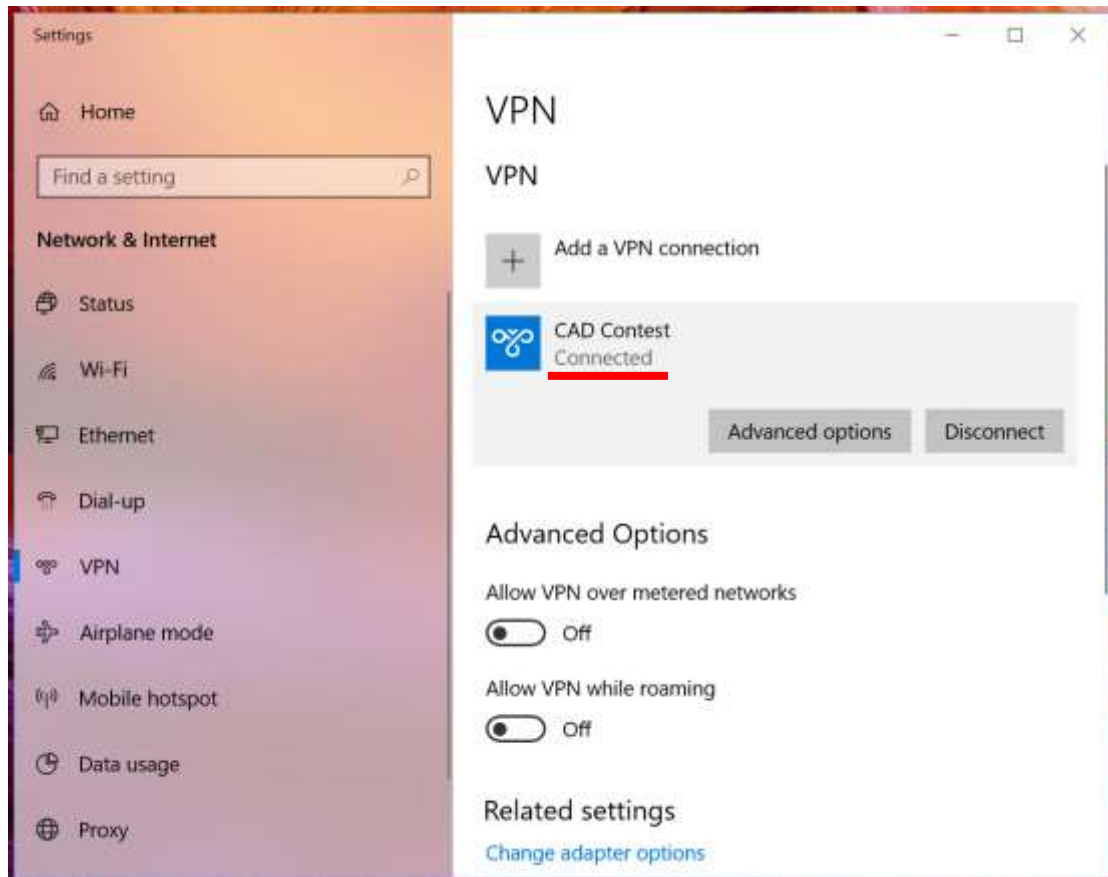 Settings
Home
Find a setting
Network & Internet
Status
Wi-Fi
Ethernet
Dial-up
VPN
Airplane mode
Mobile hotspot
Data usage
Proxy
VPN
VPN
Add a VPN connection
CAD Contest
Connected
Advanced options Disconnect
Advanced Options
Allow VPN over metered networks
Off
Allow VPN while roaming
Off
Related settings
Change adapter options